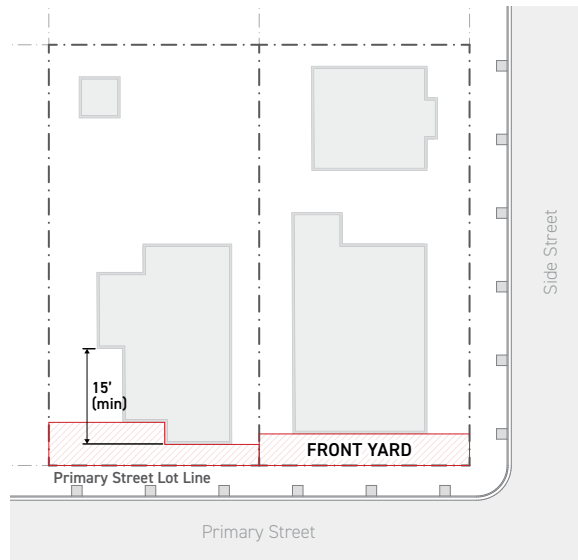 Side Street
15'
(min)
FRONT YARD
Primary Street Lot Line
Primary Street